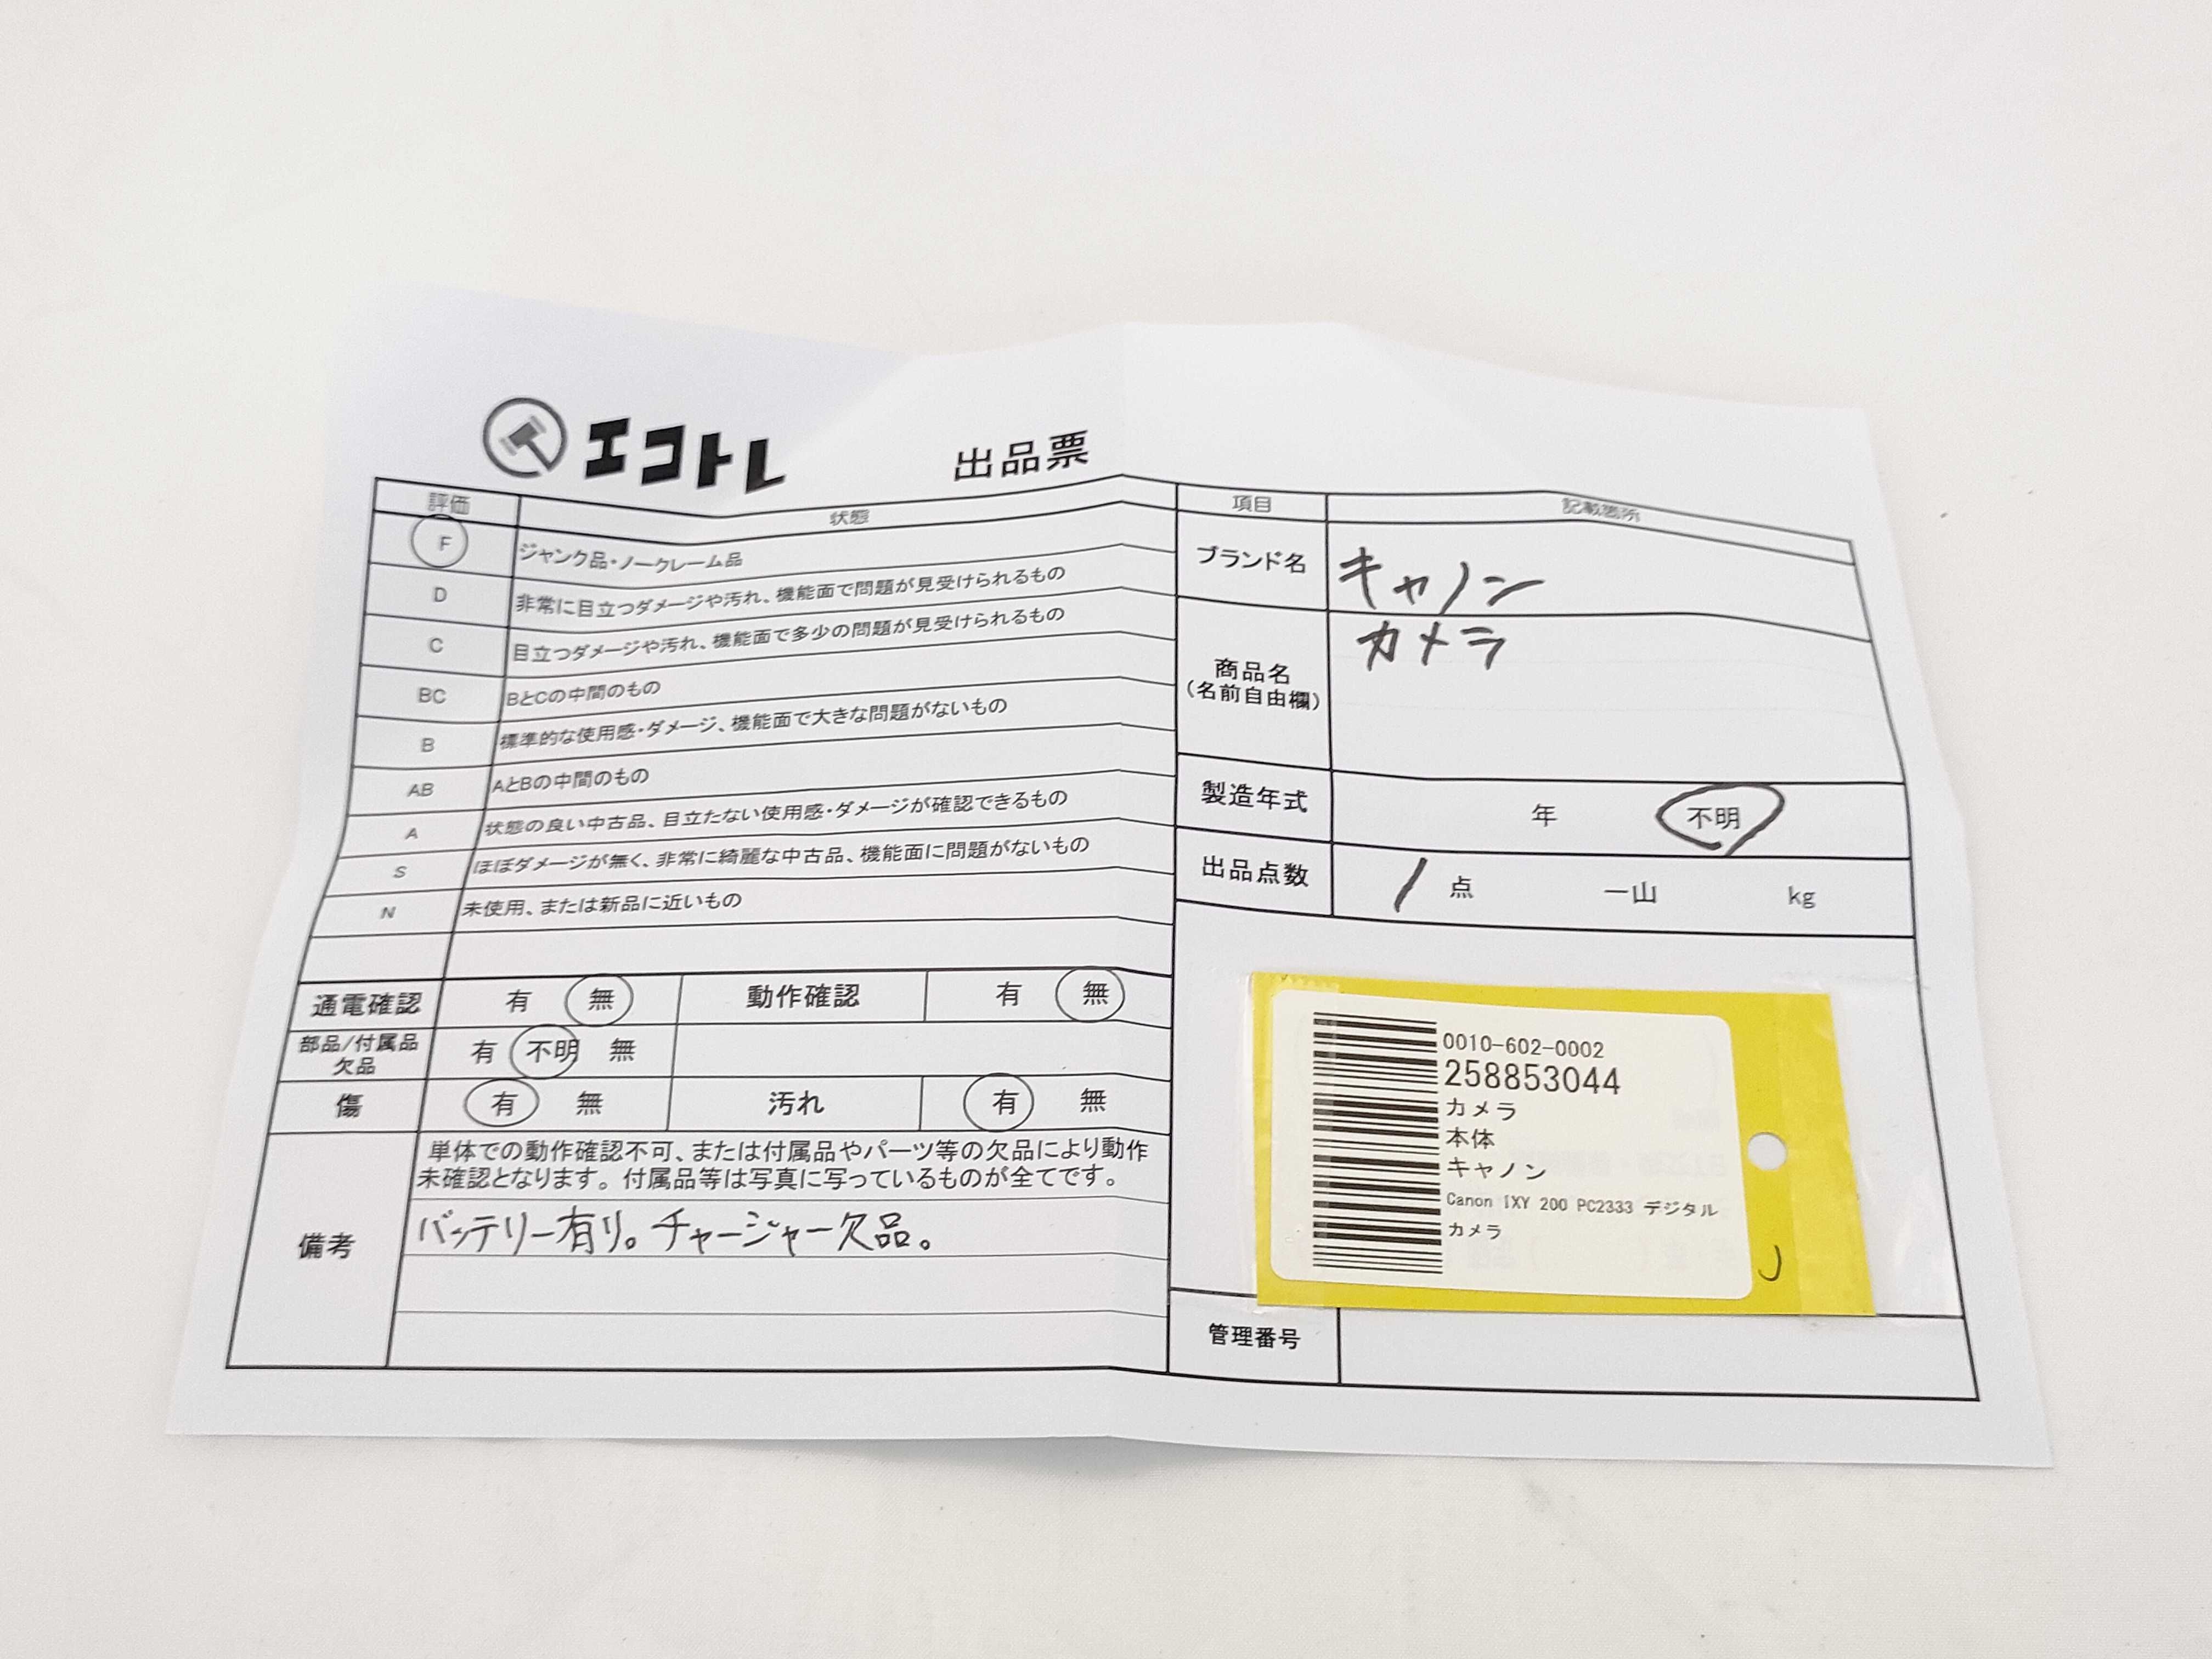 エコトレ
出品票
評価 状態
F ジャンク品・ノークレーム品
D 非常に目立つダメージや汚れ、機能面で問題が見受けられるもの
C 目立つダメージや汚れ、機能面で多少の問題が見受けられるもの
BC BとCの中間のもの
B 標準的な使用感・ダメージ、機能面で大きな問題がないもの
AB AとBの中間のもの
A 状態の良い中古品、目立たない使用感・ダメージが確認できるもの
S ほぼダメージが無く、非常に綺麗な中古品、機能面に問題がないもの
N 未使用、または新品に近いもの
通電確認 有 無 動作確認 有 無
部品/付属品
欠品
有 不明 無
傷 有 無 汚れ 有 無
備考
単体での動作確認不可、または付属品やパーツ等の欠品により動作
未確認となります。付属品等は写真に写っているものが全てです。
バッテリー有り。チャージャー欠品。
項目 記載箇所
ブランド名 キャノン
商品名
(名前自由欄)
カメラ
製造年式 年 不明
出品点数 1 点 一山 kg
0010-602-0002
258853044
カメラ
本体
キャノン
Canon IXY 200 PC2333 デジタル
カメラ
管理番号